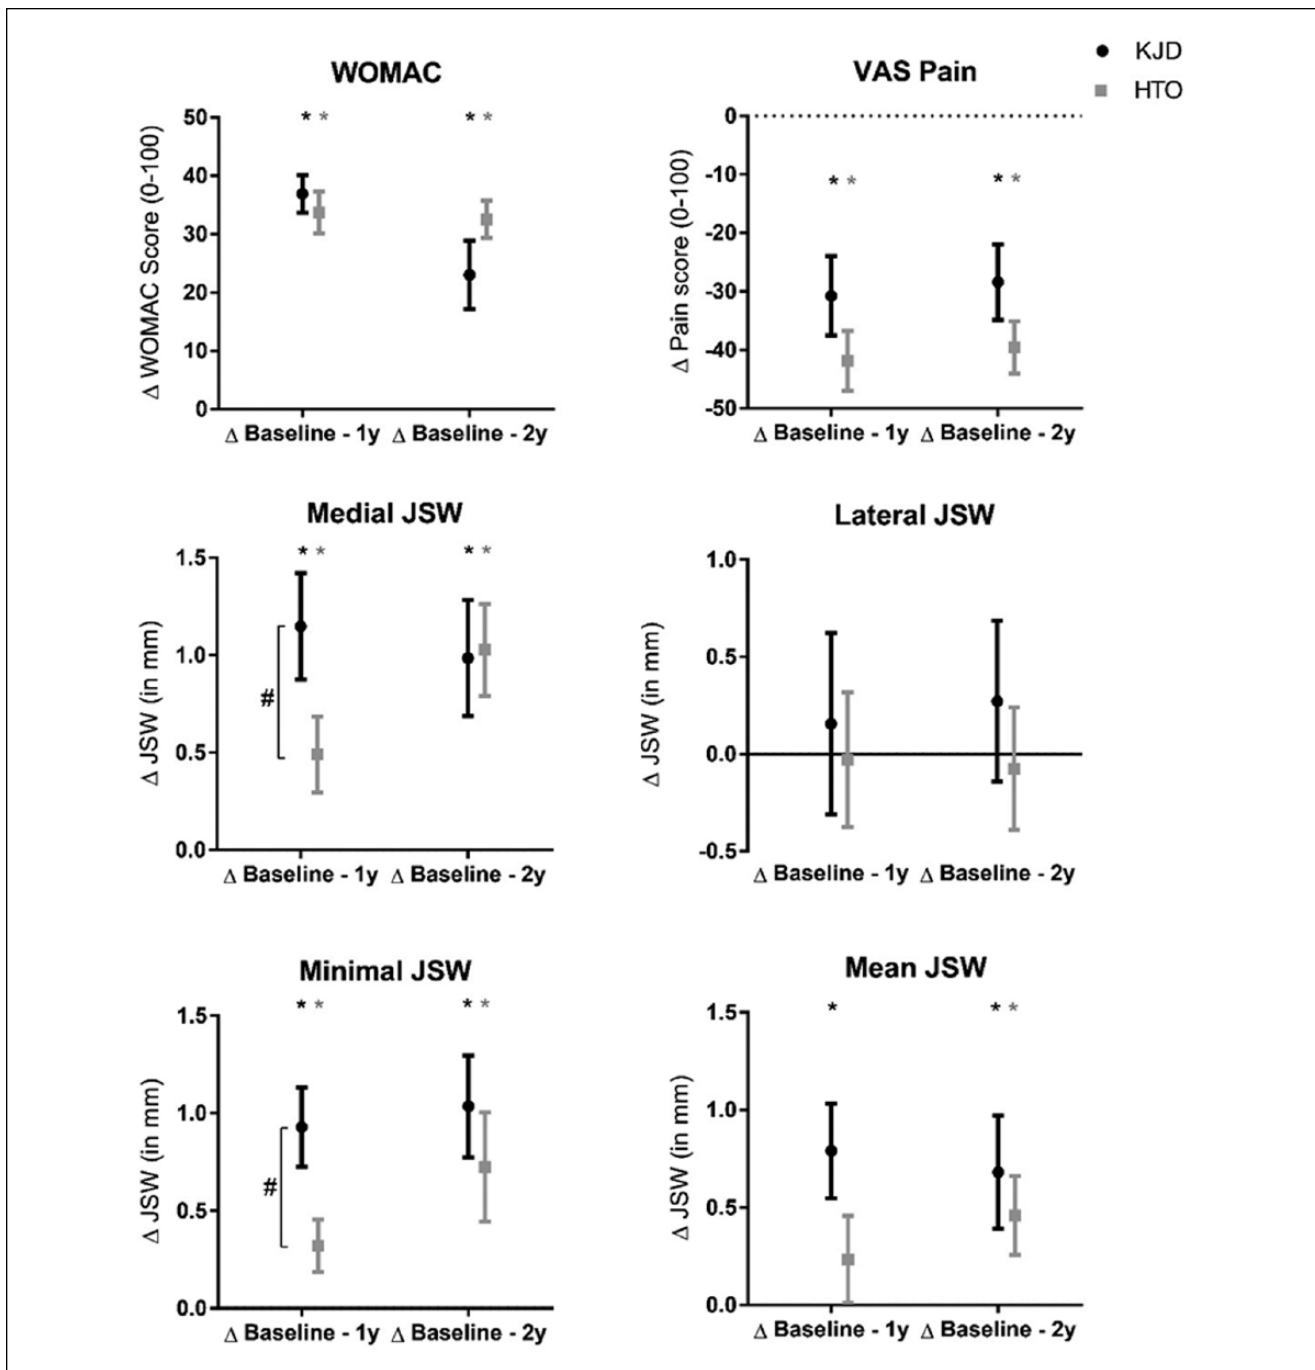 KJD
HTO
WOMAC
* * * *
Δ WOMAC Score (0-100)
50
40
30
20
10
0
Δ Baseline - 1y Δ Baseline - 2y
VAS Pain
* * * *
Δ Pain score (0-100)
0
-10
-20
-30
-40
-50
Δ Baseline - 1y Δ Baseline - 2y
Medial JSW
* * * *
Δ JSW (in mm)
1.5
1.0
0.5
0.0
#
Δ Baseline - 1y Δ Baseline - 2y
Lateral JSW
Δ JSW (in mm)
1.0
0.5
0.0
-0.5
Δ Baseline - 1y Δ Baseline - 2y
Minimal JSW
* * * *
Δ JSW (in mm)
1.5
1.0
0.5
0.0
#
Δ Baseline - 1y Δ Baseline - 2y
Mean JSW
* * *
Δ JSW (in mm)
1.5
1.0
0.5
0.0
Δ Baseline - 1y Δ Baseline - 2y